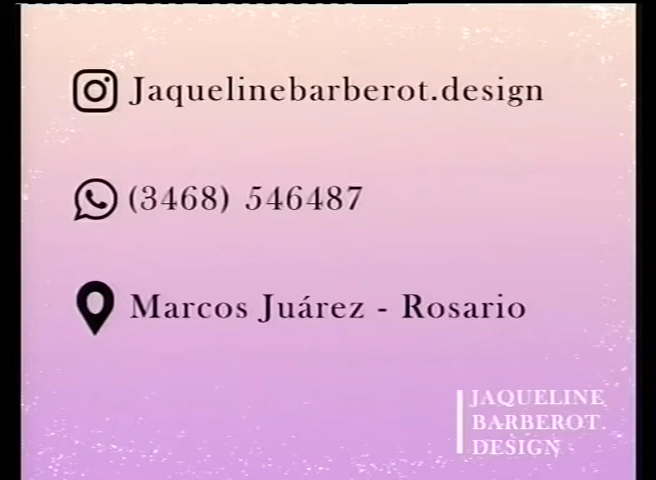 Jaquelinebarberot.design
(3468) 546487
Marcos Juárez - Rosario
JAQUELINE
BARBEROT.
DESIGN